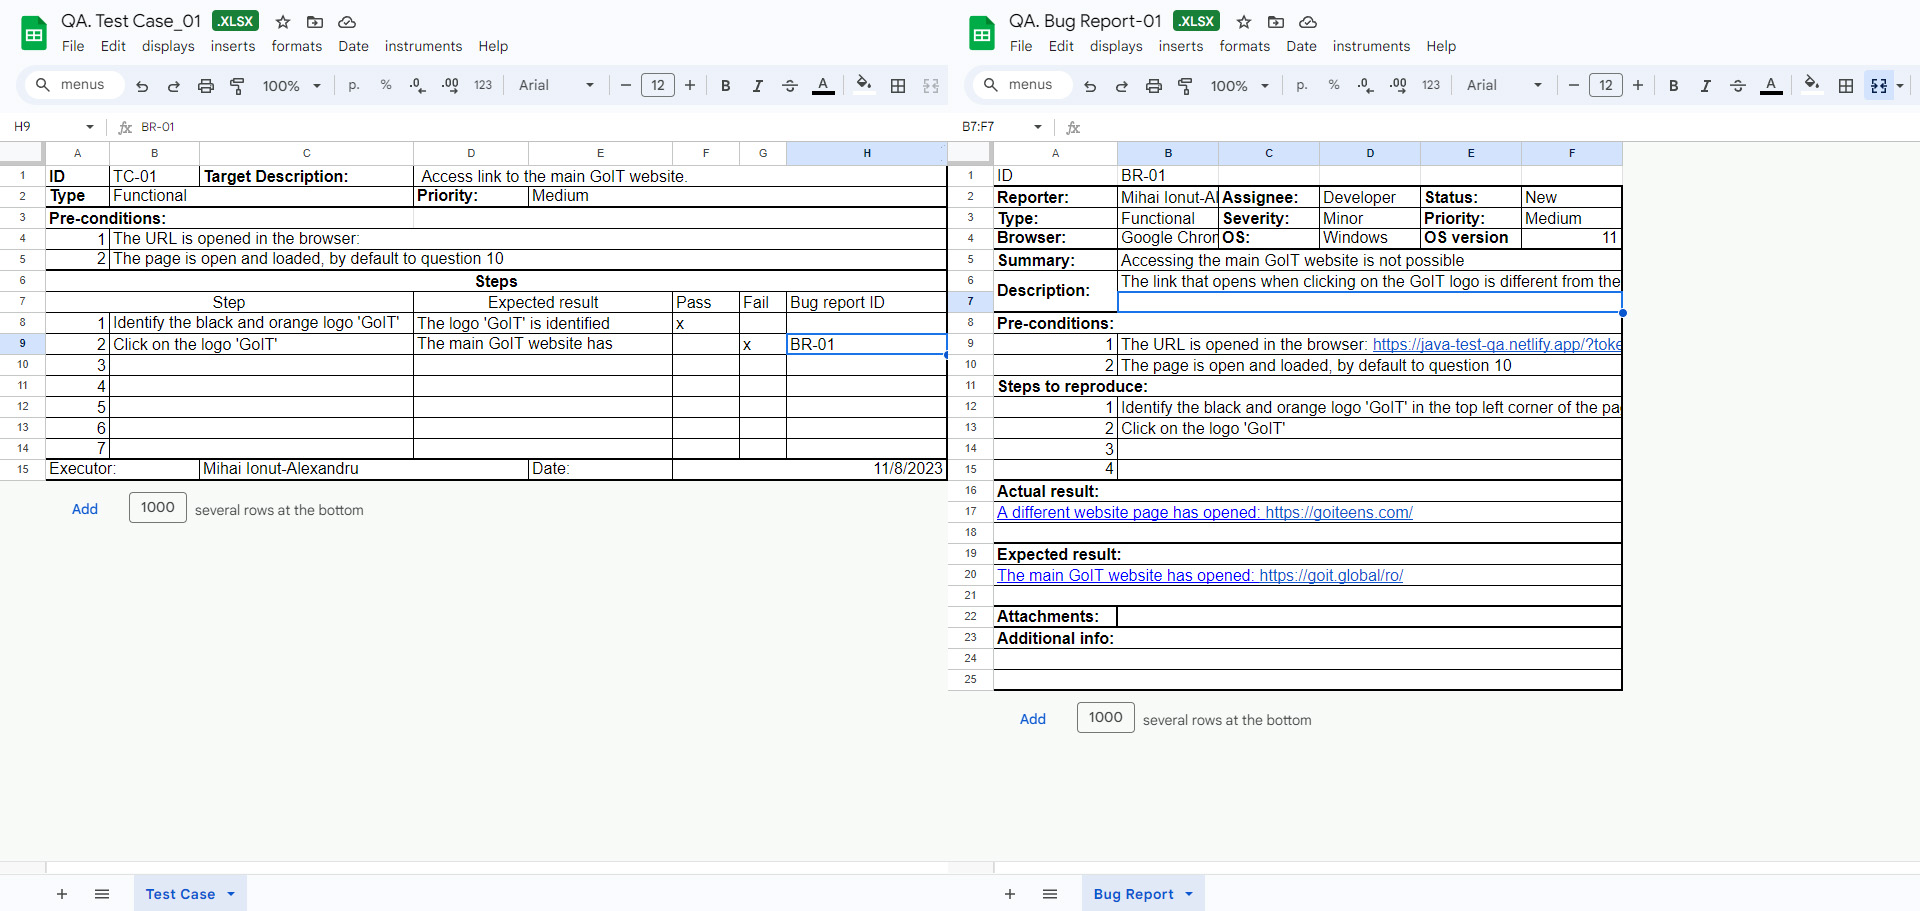 QA. Test Case_01 .XLSX
File Edit displays inserts formats Date instruments Help
menus 100% p. % .0 .00 123 Arial 12 B I A
H9 fx BR-01
A B C D E F G H
1 ID TC-01 Target Description: Access link to the main GoIT website.
2 Type Functional Priority: Medium
3 Pre-conditions:
4 1 The URL is opened in the browser:
5 2 The page is open and loaded, by default to question 10
6 Steps
7 Step Expected result Pass Fail Bug report ID
8 1 Identify the black and orange logo 'GoIT' The logo 'GoIT' is identified x
9 2 Click on the logo 'GoIT' The main GoIT website has x BR-01
10 3
11 4
12 5
13 6
14 7
15 Executor: Mihai Ionut-Alexandru Date: 11/8/2023
Add 1000 several rows at the bottom
Test Case
QA. Bug Report-01 .XLSX
File Edit displays inserts formats Date instruments Help
menus 100% p. % .0 .00 123 Arial 12 B I A
B7:F7 fx
A B C D E F
1 ID BR-01
2 Reporter: Mihai Ionut-Al Assignee: Developer Status: New
3 Type: Functional Severity: Minor Priority: Medium
4 Browser: Google Chron OS: Windows OS version 11
5 Summary: Accessing the main GoIT website is not possible
6 Description: The link that opens when clicking on the GoIT logo is different from the
7
8 Pre-conditions:
9 1 The URL is opened in the browser: https://java-test-qa.netlify.app/?toke
10 2 The page is open and loaded, by default to question 10
11 Steps to reproduce:
12 1 Identify the black and orange logo 'GoIT' in the top left corner of the pa
13 2 Click on the logo 'GoIT'
14 3
15 4
16 Actual result:
17 A different website page has opened: https://goiteens.com/
18
19 Expected result:
20 The main GoIT website has opened: https://goit.global/ro/
21
22 Attachments:
23 Additional info:
24
25
Add 1000 several rows at the bottom
Bug Report